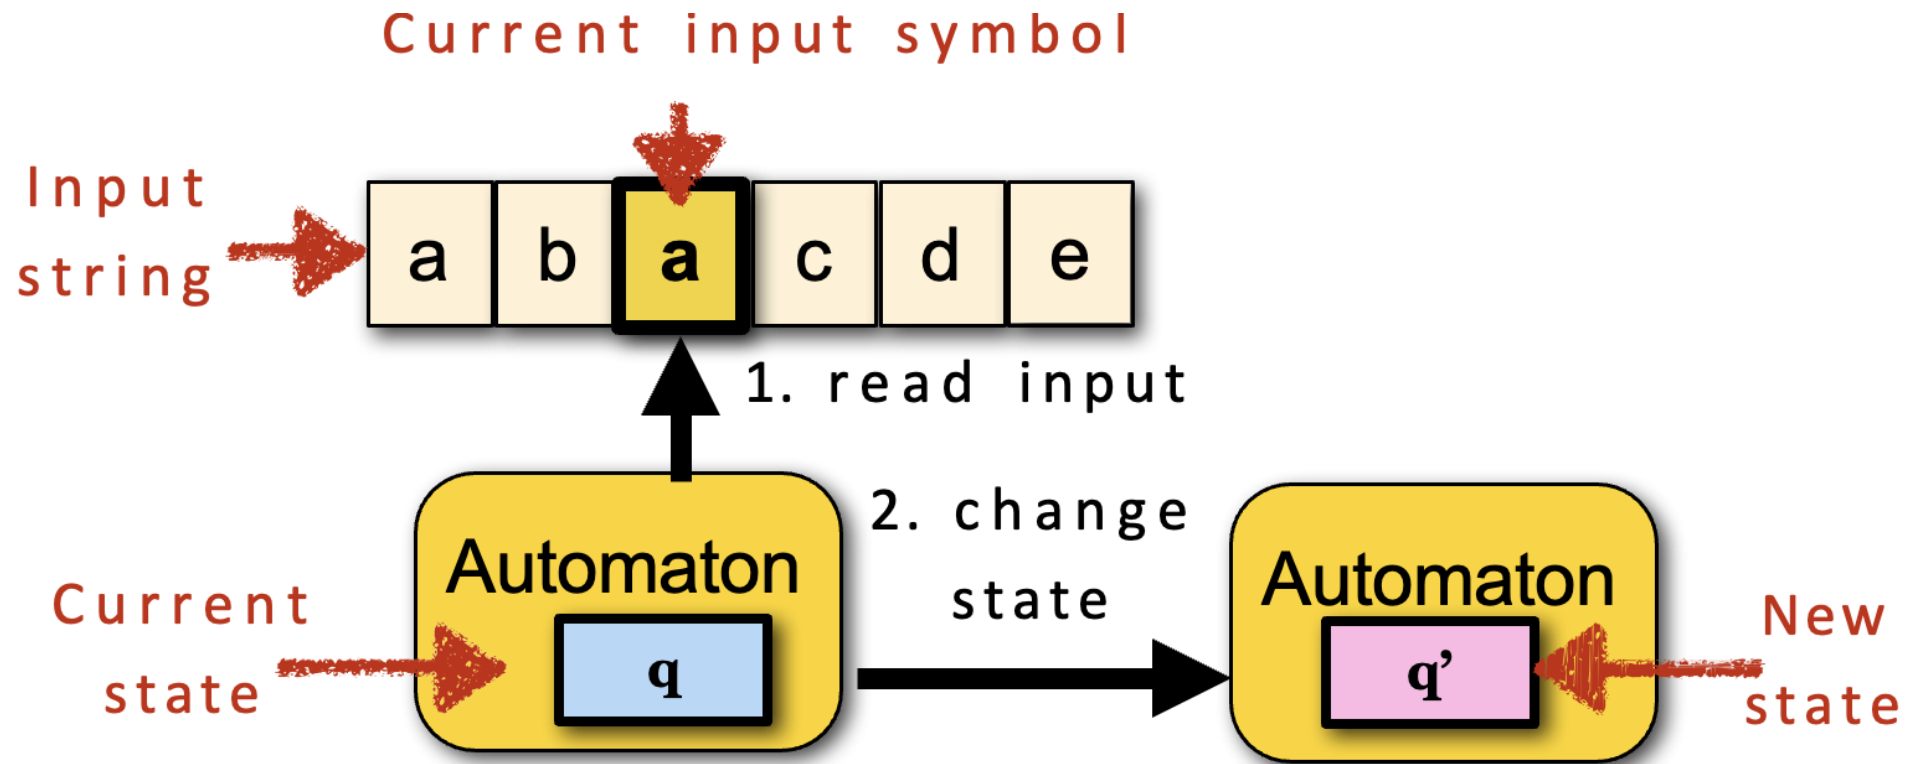 Current input symbol
Input
string
a b a c d e
1. read input
2. change
state
Automaton
Automaton
Current
state
q
q’
New
state